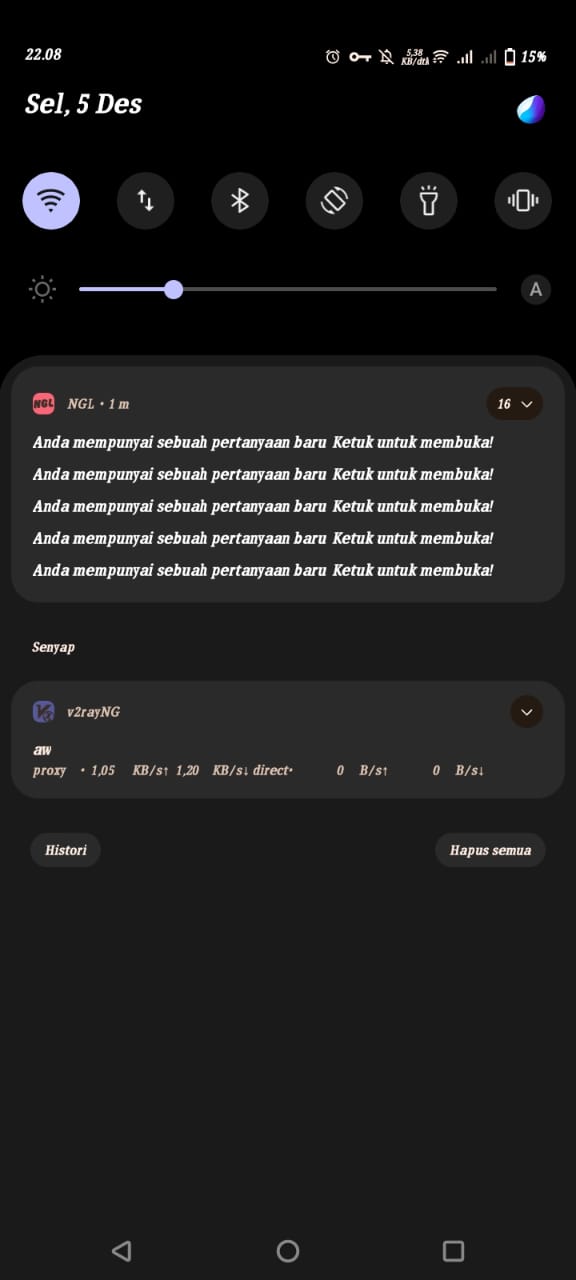 22.08
5,38
KB/dtk
15%
Sel, 5 Des
A
NGL
NGL • 1 m
16
Anda mempunyai sebuah pertanyaan baru Ketuk untuk membuka!
Anda mempunyai sebuah pertanyaan baru Ketuk untuk membuka!
Anda mempunyai sebuah pertanyaan baru Ketuk untuk membuka!
Anda mempunyai sebuah pertanyaan baru Ketuk untuk membuka!
Anda mempunyai sebuah pertanyaan baru Ketuk untuk membuka!
Senyap
v2rayNG
aw
proxy • 1,05 KB/s↑ 1,20 KB/s↓ direct• 0 B/s↑ 0 B/s↓
Histori
Hapus semua